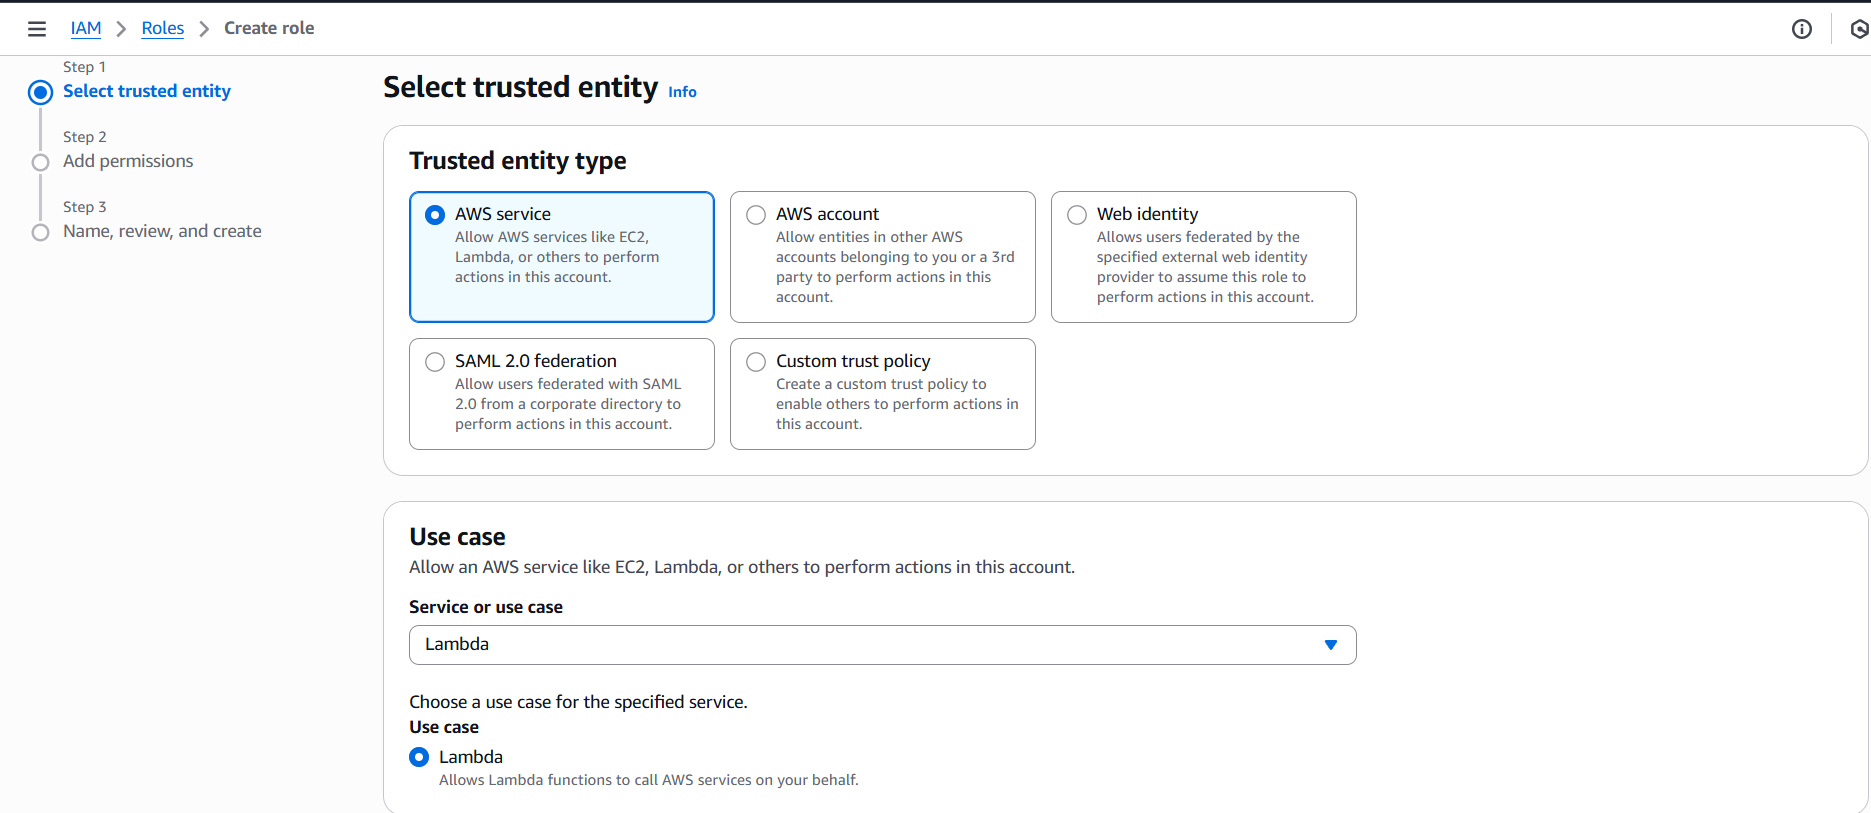 IAM > Roles > Create role
Step 1
Select trusted entity
Step 2
Add permissions
Step 3
Name, review, and create
Select trusted entity Info
Trusted entity type
AWS service
Allow AWS services like EC2,
Lambda, or others to perform
actions in this account.
AWS account
Allow entities in other AWS
accounts belonging to you or a 3rd
party to perform actions in this
account.
Web identity
Allows users federated by the
specified external web identity
provider to assume this role to
perform actions in this account.
SAML 2.0 federation
Allow users federated with SAML
2.0 from a corporate directory to
perform actions in this account.
Custom trust policy
Create a custom trust policy to
enable others to perform actions in
this account.
Use case
Allow an AWS service like EC2, Lambda, or others to perform actions in this account.
Service or use case
Lambda
Choose a use case for the specified service.
Use case
Lambda
Allows Lambda functions to call AWS services on your behalf.